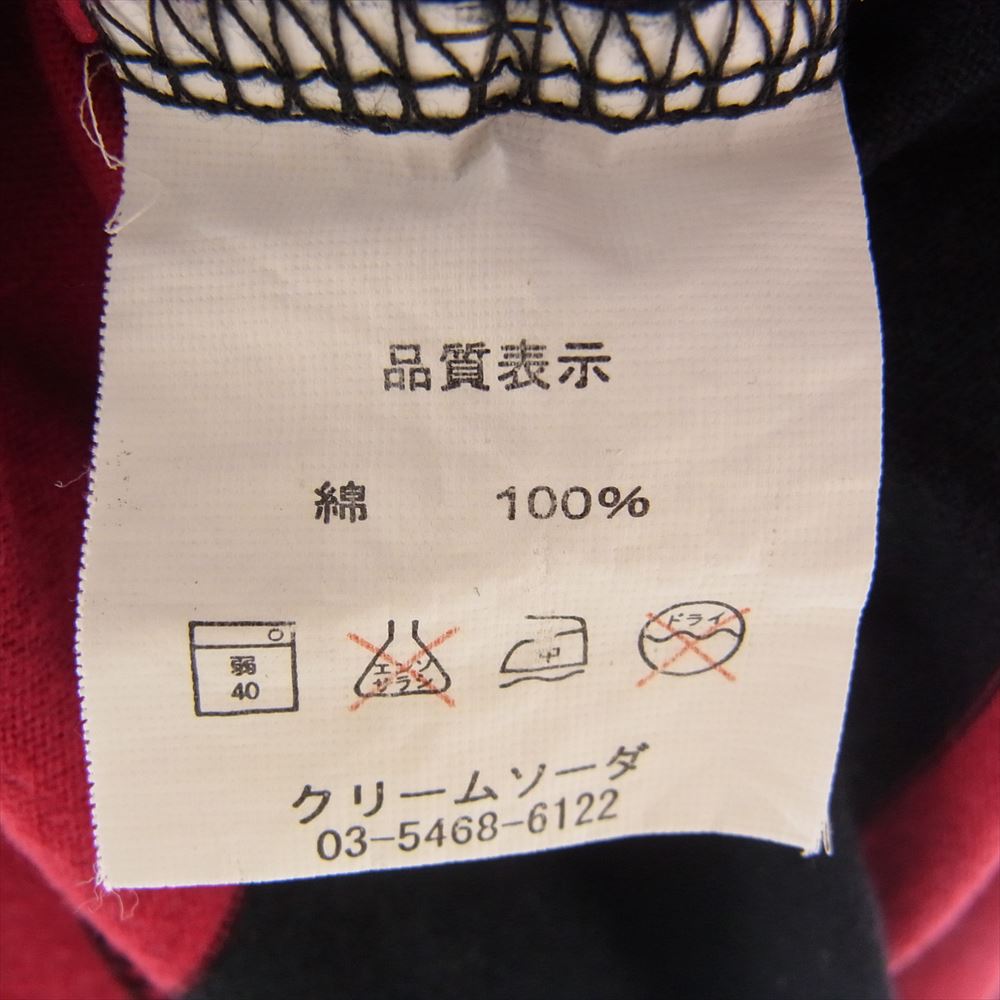 品質表示
綿 100%
弱
40
エンソ
サラシ
中
ドライ
クリームソーダ
03-5468-6122